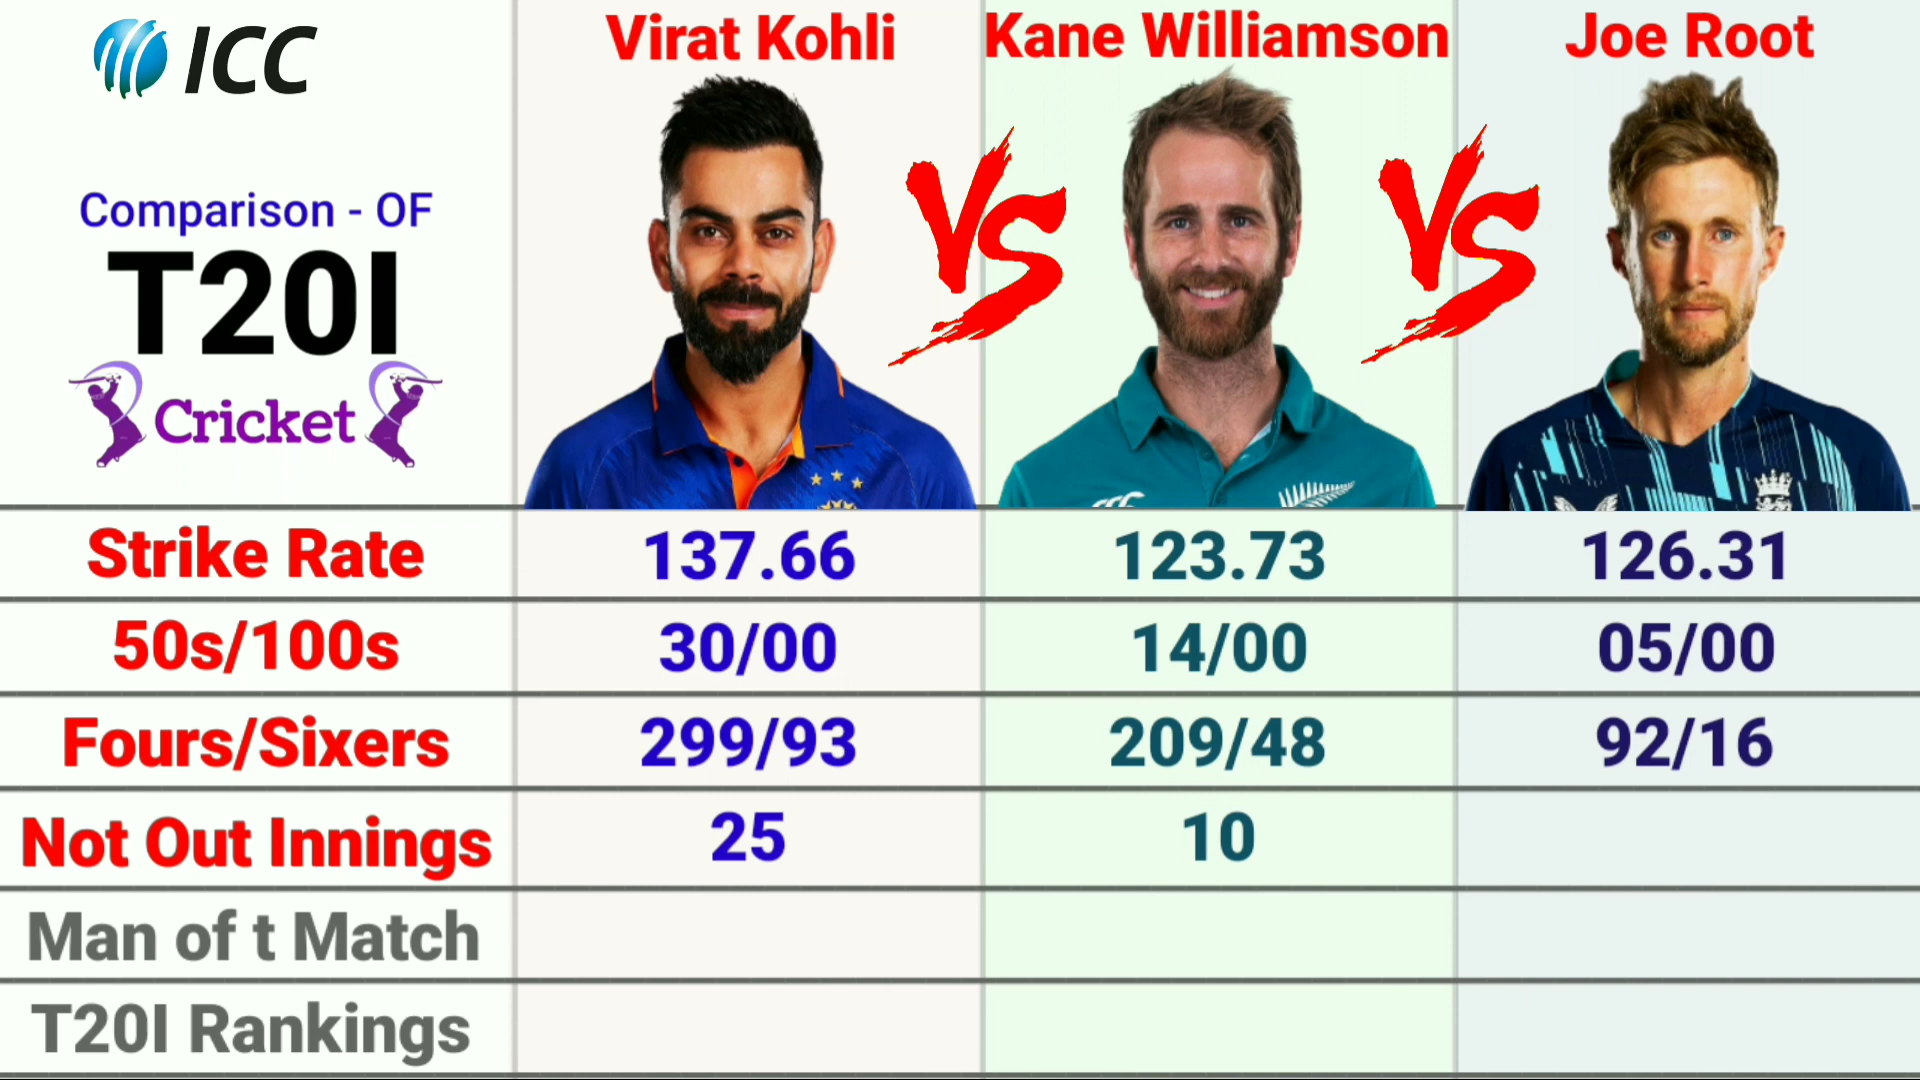 ICC
Comparison - OF
T20I
Cricket
Virat Kohli
Kane Williamson
Joe Root
VS
VS
Strike Rate 137.66 123.73 126.31
50s/100s 30/00 14/00 05/00
Fours/Sixers 299/93 209/48 92/16
Not Out Innings 25 10
Man of t Match
T20I Rankings